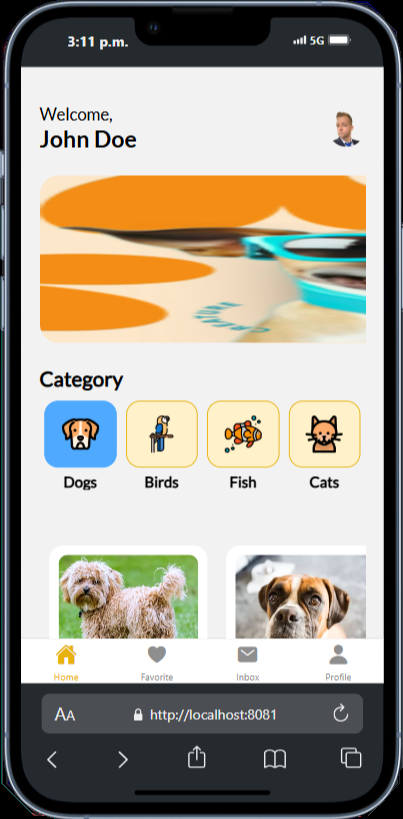 3:11 p.m.
5G
Welcome,
John Doe
CREATIVE
Category
Dogs
Birds
Fish
Cats
Home
Favorite
Inbox
Profile
AA
http://localhost:8081